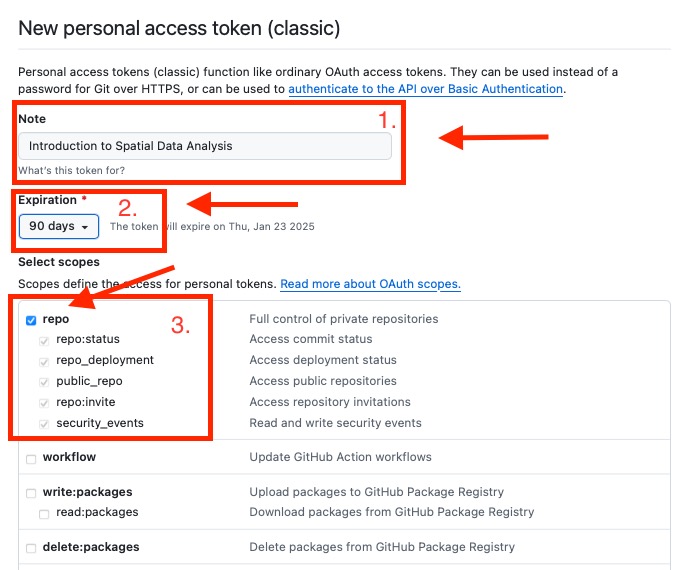 New personal access token (classic)
Personal access tokens (classic) function like ordinary OAuth access tokens. They can be used instead of a
password for Git over HTTPS, or can be used to authenticate to the API over Basic Authentication.
Note
1.
Introduction to Spatial Data Analysis
What's this token for?
Expiration *
2.
90 days
The token will expire on Thu, Jan 23 2025
Select scopes
Scopes define the access for personal tokens. Read more about OAuth scopes.
3.
repo Full control of private repositories
repo:status Access commit status
repo_deployment Access deployment status
public_repo Access public repositories
repo:invite Access repository invitations
security_events Read and write security events
workflow Update GitHub Action workflows
write:packages Upload packages to GitHub Package Registry
read:packages Download packages from GitHub Package Registry
delete:packages Delete packages from GitHub Package Registry